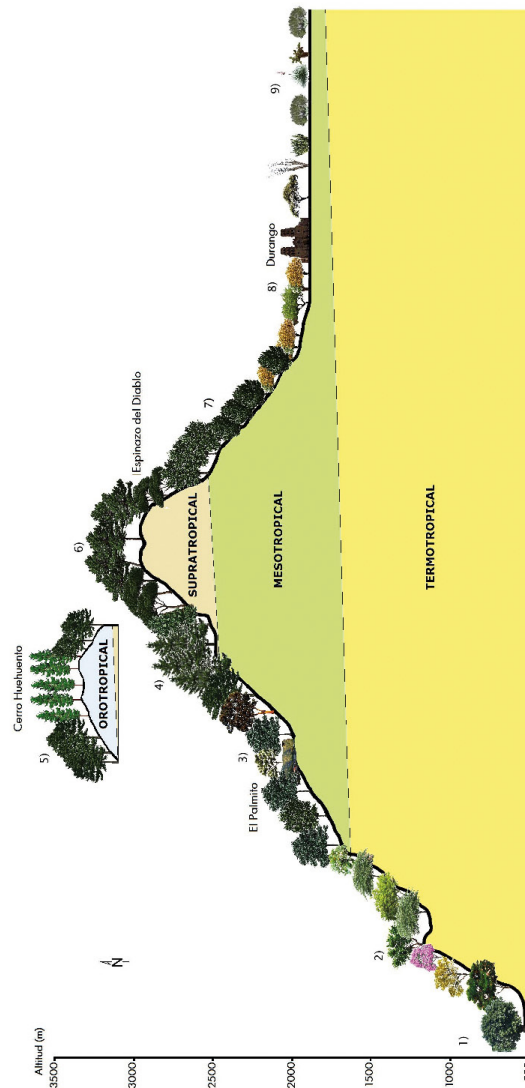 Altitud (m)
3500
3000
2500
2000
1500
1000
N
Cerro Huehuento
5)
OROTROPICAL
6)
Espinazo del Diablo
4)
SUPRATROPICAL
7)
El Palmito
3)
MESOTROPICAL
8)
Durango
9)
2)
1)
TERMOTROPICAL